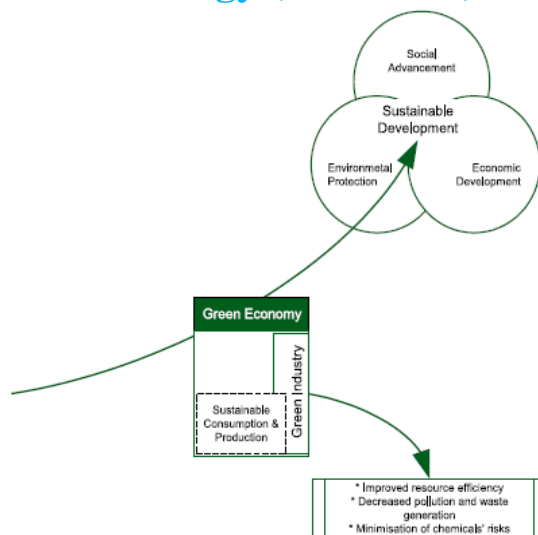 Social
Advancement
Sustainable
Development
Environmetal
Protection
Economic
Development
Green Economy
Green Industry
Sustainable
Consumption &
Production
* Improved resource efficiency
* Decreased pollution and waste
generation
* Minimisation of chemicals' risks